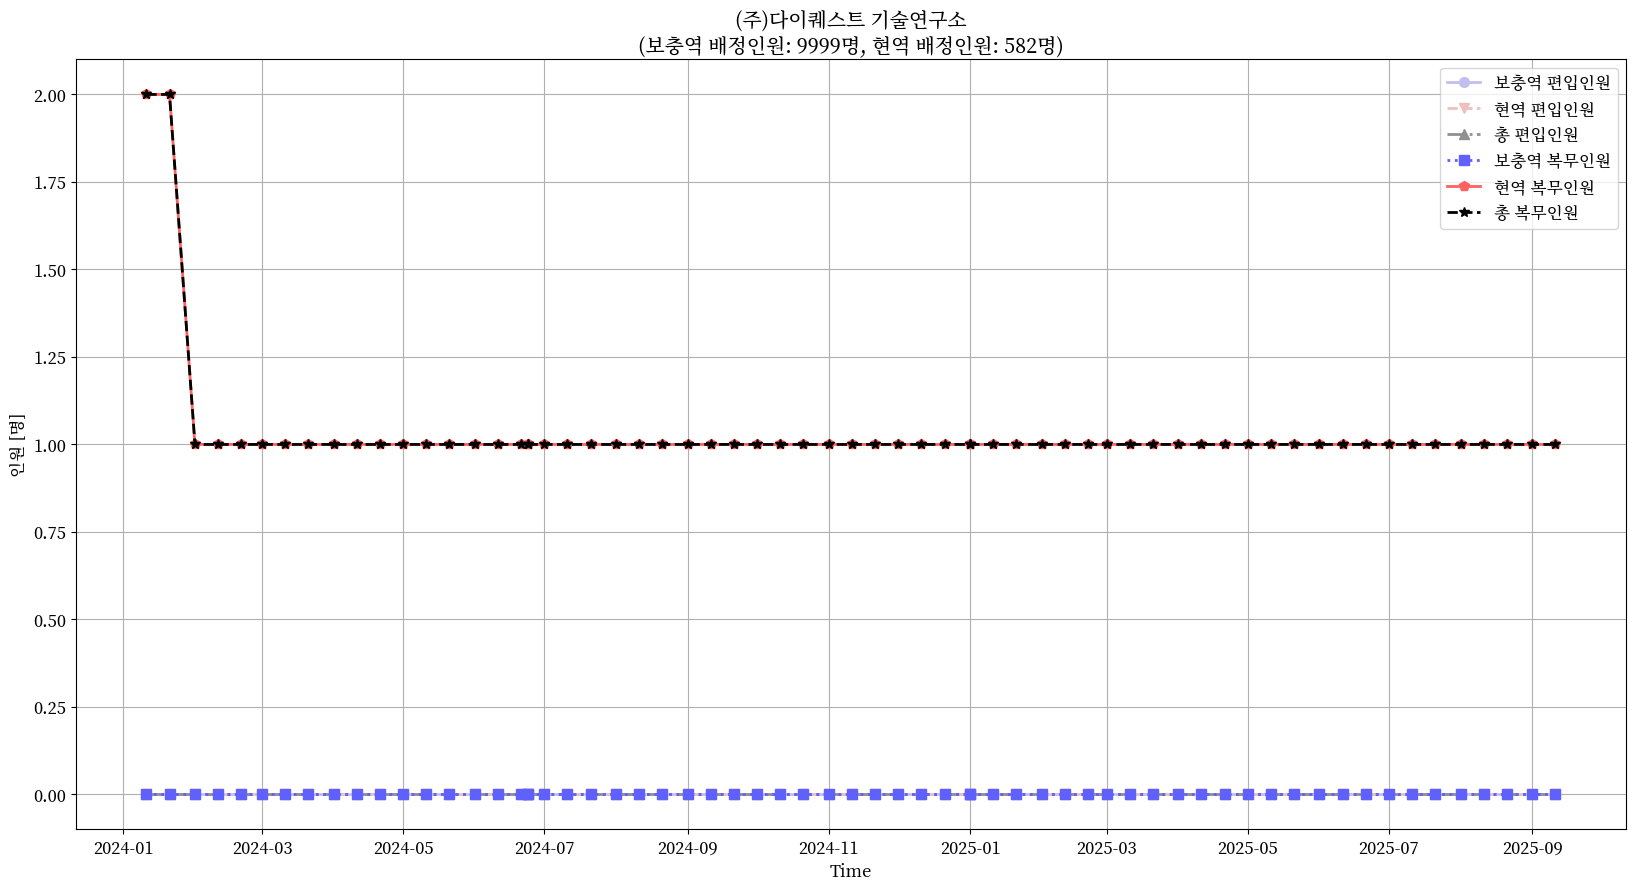 (주)다이퀘스트 기술연구소
(보충역 배정인원: 9999명, 현역 배정인원: 582명)
보충역 편입인원
현역 편입인원
총 편입인원
보충역 복무인원
현역 복무인원
총 복무인원
인원 [명]
2.00
1.75
1.50
1.25
1.00
0.75
0.50
0.25
0.00
2024-01 2024-03 2024-05 2024-07 2024-09 2024-11 2025-01 2025-03 2025-05 2025-07 2025-09
Time